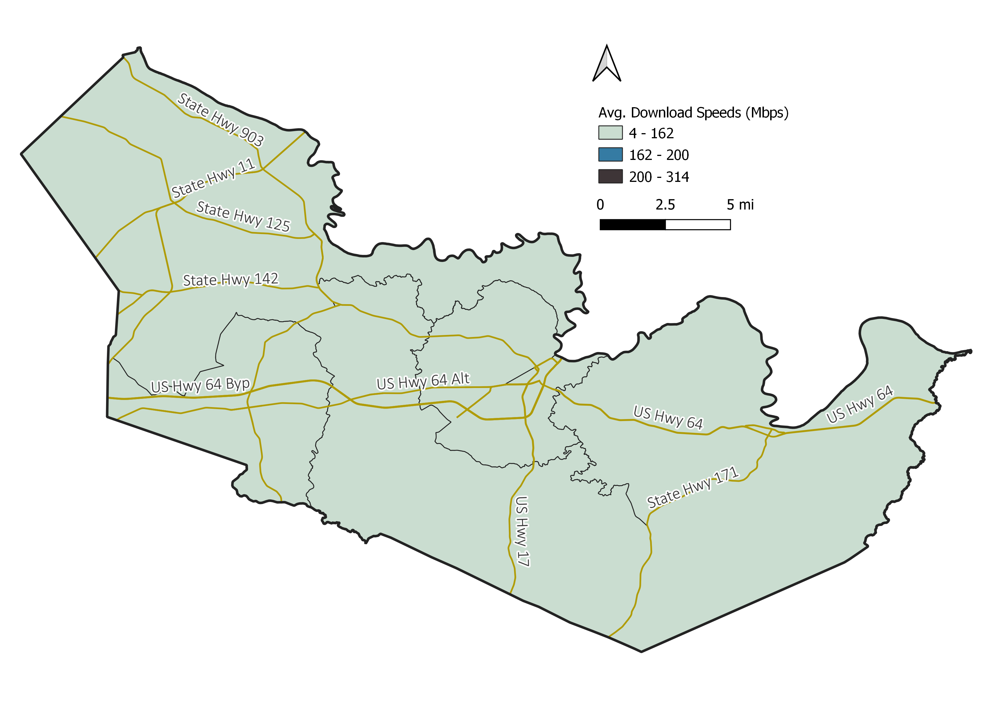 State Hwy 903
Avg. Download Speeds (Mbps)
4 - 162
162 - 200
200 - 314
0 2.5 5 mi
State Hwy 11
State Hwy 125
State Hwy 142
US Hwy 64 Byp
US Hwy 64 Alt
US Hwy 64
US Hwy 64
State Hwy 171
US Hwy 17